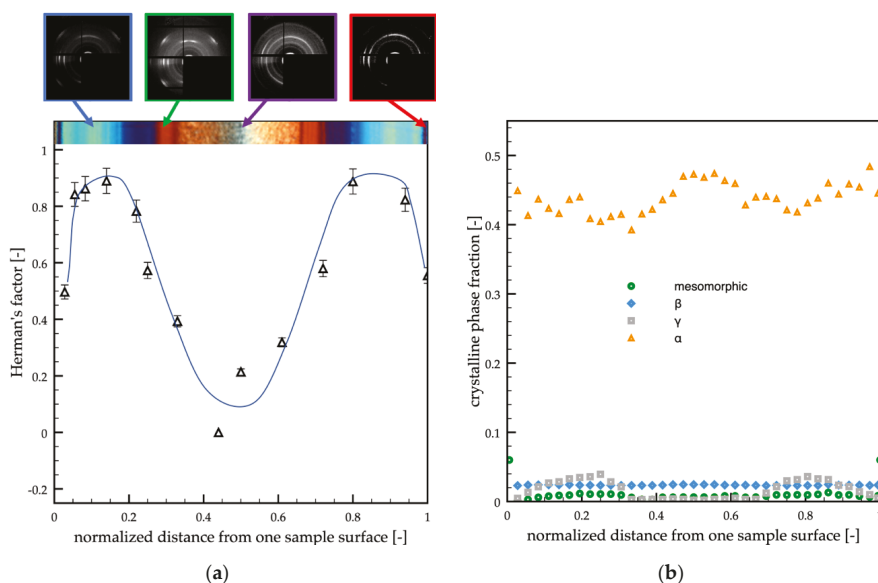 1
0.8
0.6
0.4
0.2
0
-0.2
Herman's factor [-]
0 0.2 0.4 0.6 0.8 1
normalized distance from one sample surface [-]
(a)
0.5
0.4
0.3
0.2
0.1
0
crystalline phase fraction [-]
mesomorphic
β
γ
α
0 0.2 0.4 0.6 0.8 1
normalized distance from one sample surface [-]
(b)